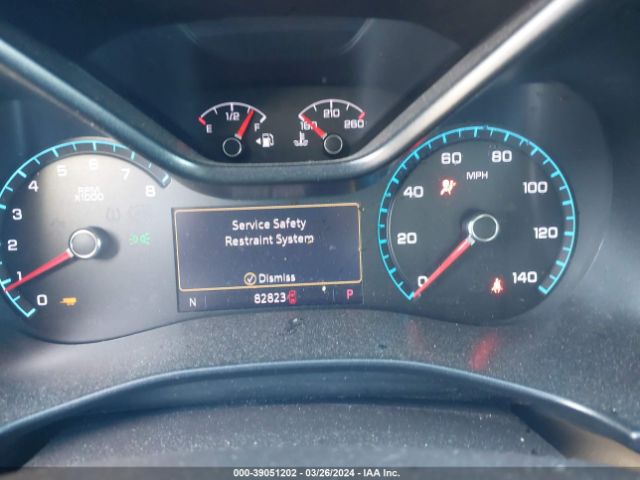 E 1/2 F
160 210 260
0 1 2 3 4 5 6 7 8
RPM
X1000
Service Safety
Restraint System
Dismiss
N 82823 P
0 20 40 60 80 100 120 140
MPH
000-39051202 - 03/26/2024 - IAA Inc.